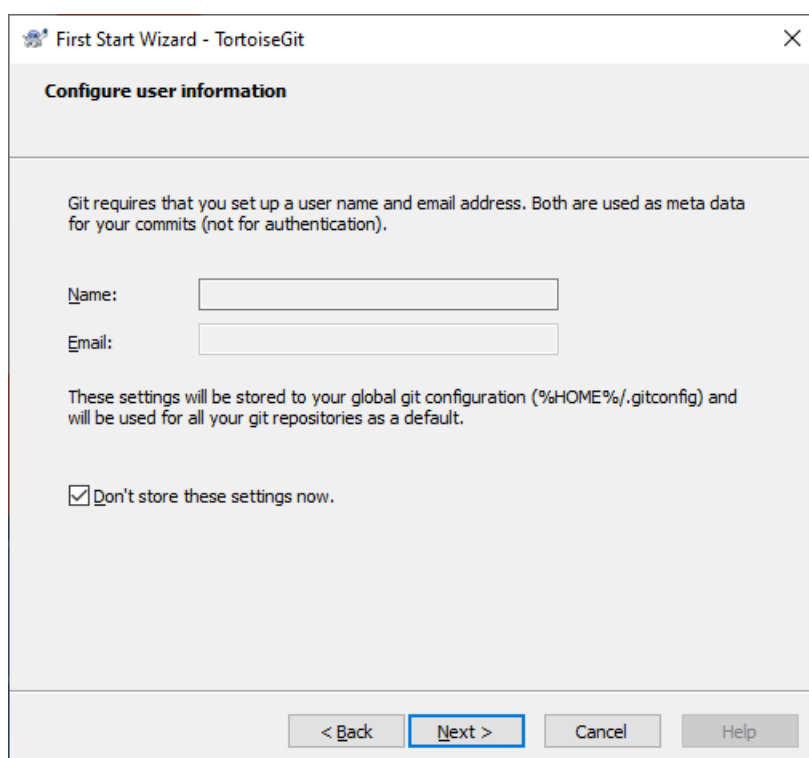 First Start Wizard - TortoiseGit
Configure user information
Git requires that you set up a user name and email address. Both are used as meta data
for your commits (not for authentication).
Name:
Email:
These settings will be stored to your global git configuration (%HOME%/.gitconfig) and
will be used for all your git repositories as a default.
Don't store these settings now.
< Back Next > Cancel Help